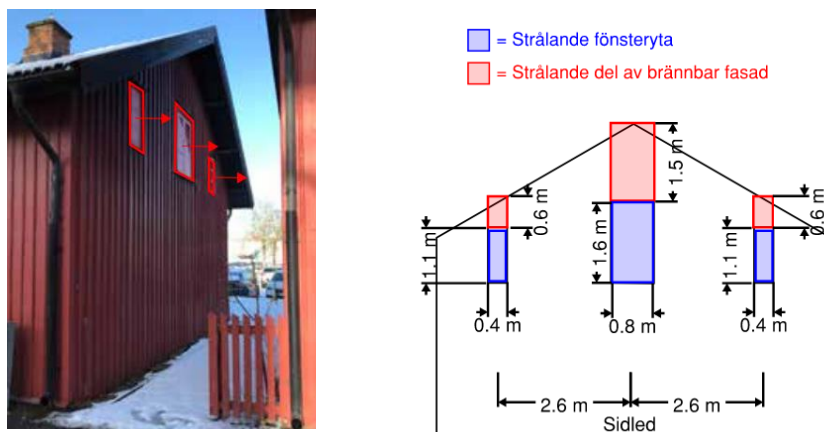 = Strålande fönsteryta
= Strålande del av brännbar fasad
1.5 m
0.6 m
0.6 m
1.6 m
1.1 m
1.1 m
0.4 m
0.8 m
0.4 m
2.6 m
2.6 m
Sidled